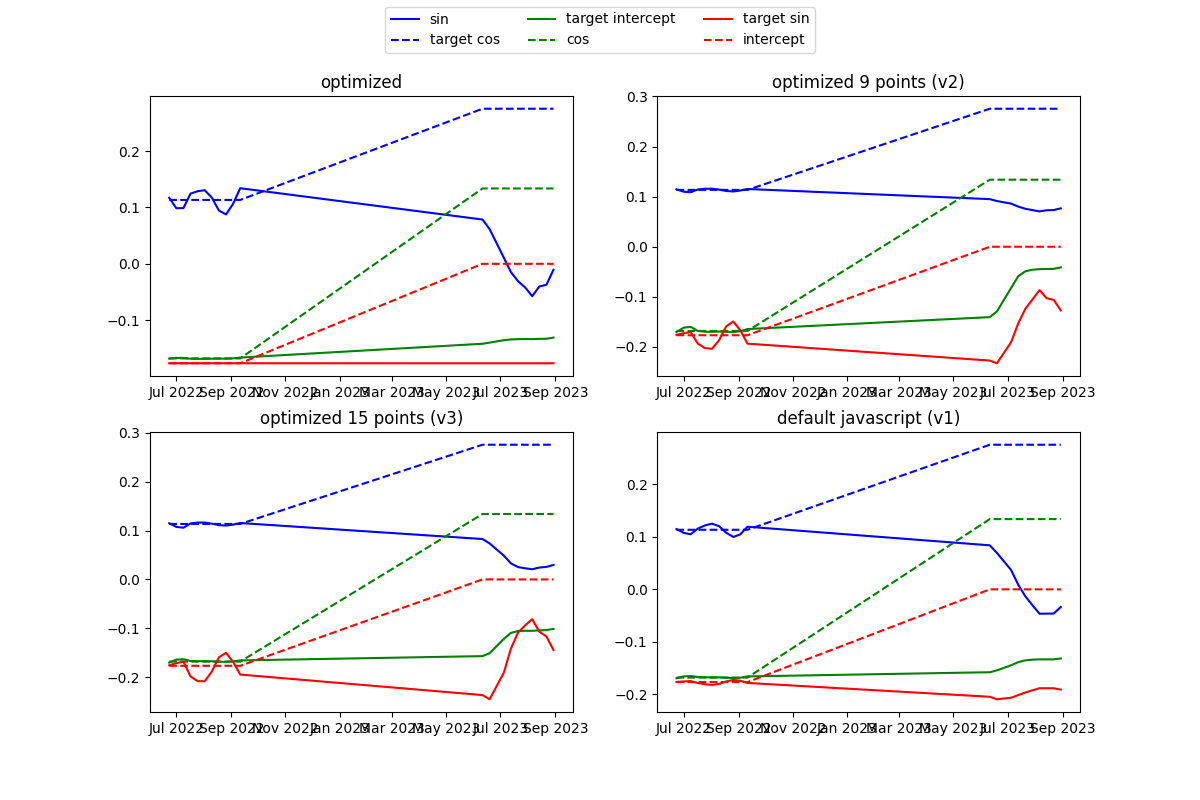 sin target intercept target sin
target cos cos intercept
optimized
optimized 9 points (v2)
0.2
0.1
0.0
−0.1
0.3
0.2
0.1
0.0
−0.1
−0.2
Jul 2022 Sep 2022 Nov 2022 Jan 2023 Mar 2023 May 2023 Jul 2023 Sep 2023
Jul 2022 Sep 2022 Nov 2022 Jan 2023 Mar 2023 May 2023 Jul 2023 Sep 2023
optimized 15 points (v3)
default javascript (v1)
0.3
0.2
0.1
0.0
−0.1
−0.2
0.2
0.1
0.0
−0.1
−0.2
Jul 2022 Sep 2022 Nov 2022 Jan 2023 Mar 2023 May 2023 Jul 2023 Sep 2023
Jul 2022 Sep 2022 Nov 2022 Jan 2023 Mar 2023 May 2023 Jul 2023 Sep 2023